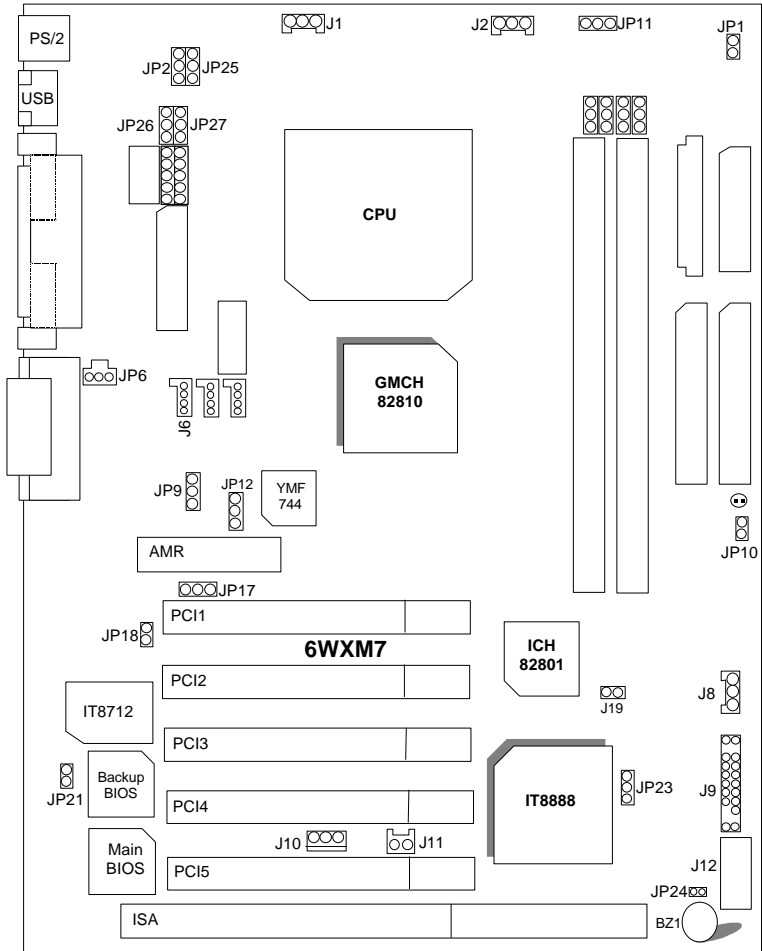 J1
J2
JP11
PS/2
JP1
JP2
JP25
USB
JP26
JP27
CPU
GMCH
82810
JP6
J6
JP9
JP12
YMF
744
JP10
AMR
JP17
PCI1
JP18
6WXM7
ICH
82801
PCI2
J8
J19
IT8712
PCI3
Backup
BIOS
JP21
JP23
J9
PCI4
IT8888
J10
J11
Main
BIOS
J12
PCI5
JP24
ISA
BZ1